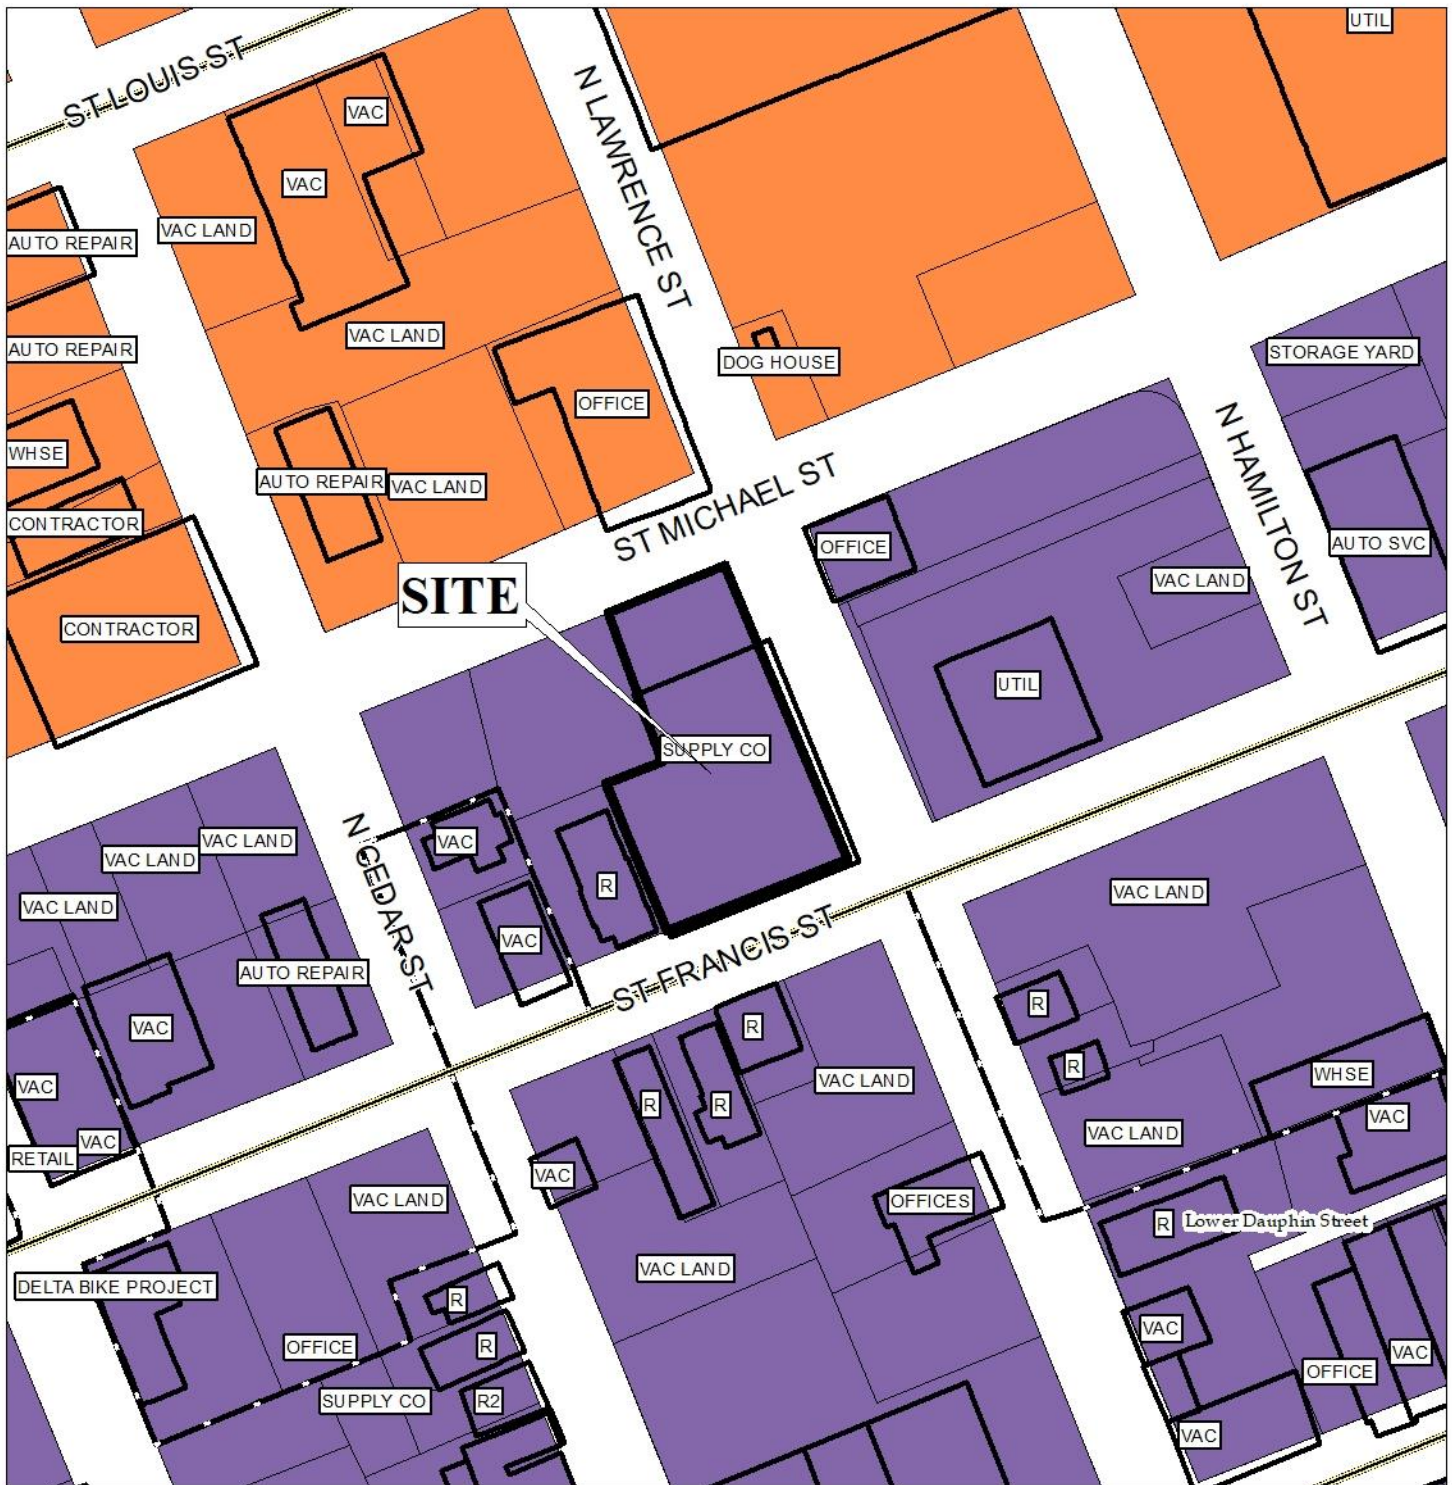 UTIL
ST LOUIS ST
VAC
N LAWRENCE ST
VAC
VAC LAND
AUTO REPAIR
VAC LAND
AUTO REPAIR
DOG HOUSE
STORAGE YARD
OFFICE
N HAMILTON ST
WHSE
AUTO REPAIR
VAC LAND
ST MICHAEL ST
CONTRACTOR
OFFICE
AUTO SVC
VAC LAND
SITE
CONTRACTOR
UTIL
SUPPLY CO
N CEDAR ST
VAC
VAC LAND
VAC LAND
R
VAC LAND
VAC LAND
VAC
ST FRANCIS ST
AUTO REPAIR
R
VAC
R
R
WHSE
VAC LAND
VAC
R
R
VAC
VAC LAND
VAC
RETAIL
VAC
VAC LAND
OFFICES
R
Lower Dauphin Street
VAC LAND
DELTA BIKE PROJECT
R
VAC
OFFICE
R
VAC
OFFICE
SUPPLY CO
R2
VAC